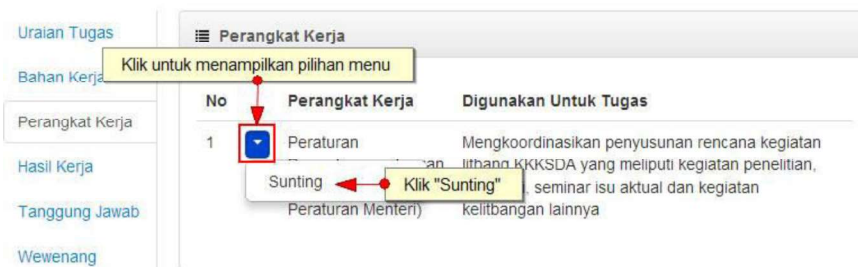 Uraian Tugas
Bahan Kerja
Perangkat Kerja
Hasil Kerja
Tanggung Jawab
Wewenang
Perangkat Kerja
Klik untuk menampilkan pilihan menu
No Perangkat Kerja Digunakan Untuk Tugas
1 Peraturan Mengkoordinasikan penyusunan rencana kegiatan
litbang KKKSDA yang meliputi kegiatan penelitian,
Sunting Klik "Sunting" seminar isu aktual dan kegiatan
Peraturan Menteri) kelitbangan lainnya